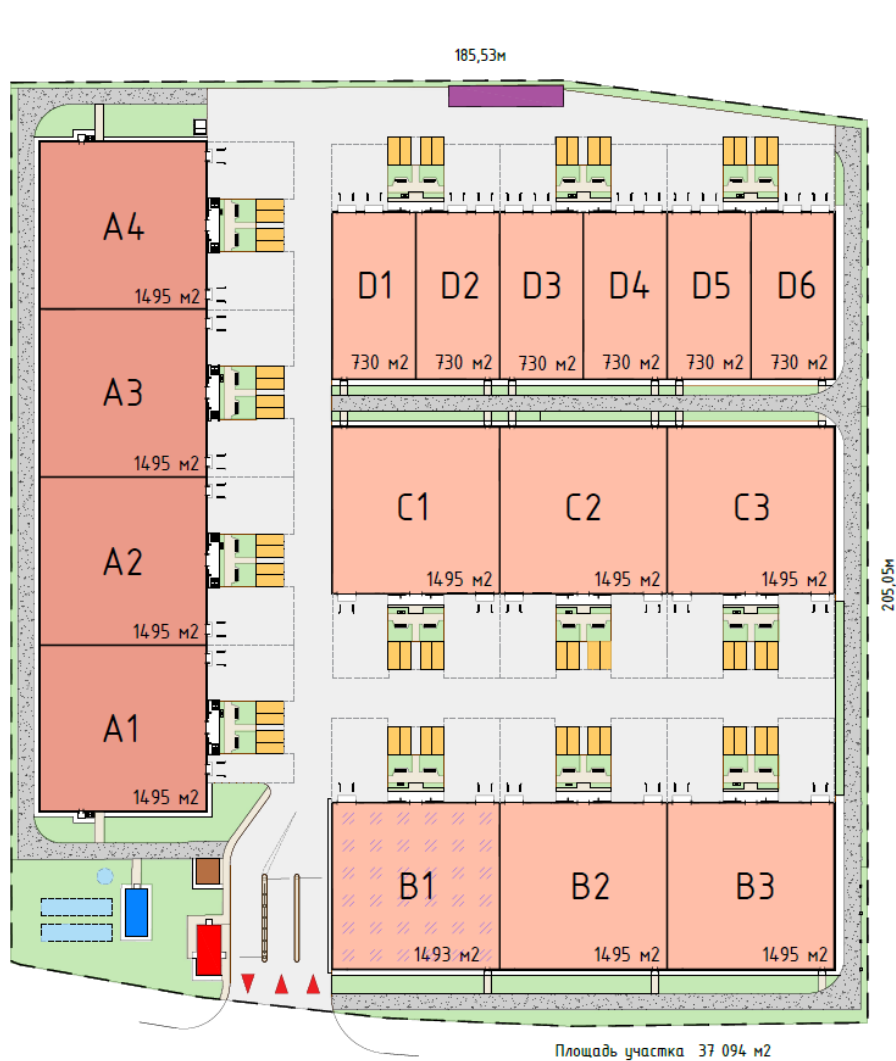 185,53м
A4
1495 м2
A3
1495 м2
A2
1495 м2
A1
1495 м2
D1
D2
D3
D4
D5
D6
730 м2
730 м2
730 м2
730 м2
730 м2
730 м2
C1
C2
C3
1495 м2
1495 м2
1495 м2
205,05м
B1
B2
B3
1493 м2
1495 м2
1495 м2
Площадь участка 37 094 м2